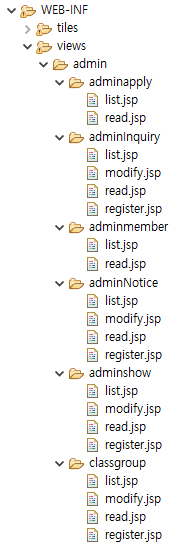 WEB-INF
tiles
views
admin
adminapply
list.jsp
read.jsp
adminInquiry
list.jsp
modify.jsp
read.jsp
register.jsp
adminmember
list.jsp
read.jsp
adminNotice
list.jsp
modify.jsp
read.jsp
register.jsp
adminshow
list.jsp
modify.jsp
read.jsp
register.jsp
classgroup
list.jsp
modify.jsp
read.jsp
register.jsp